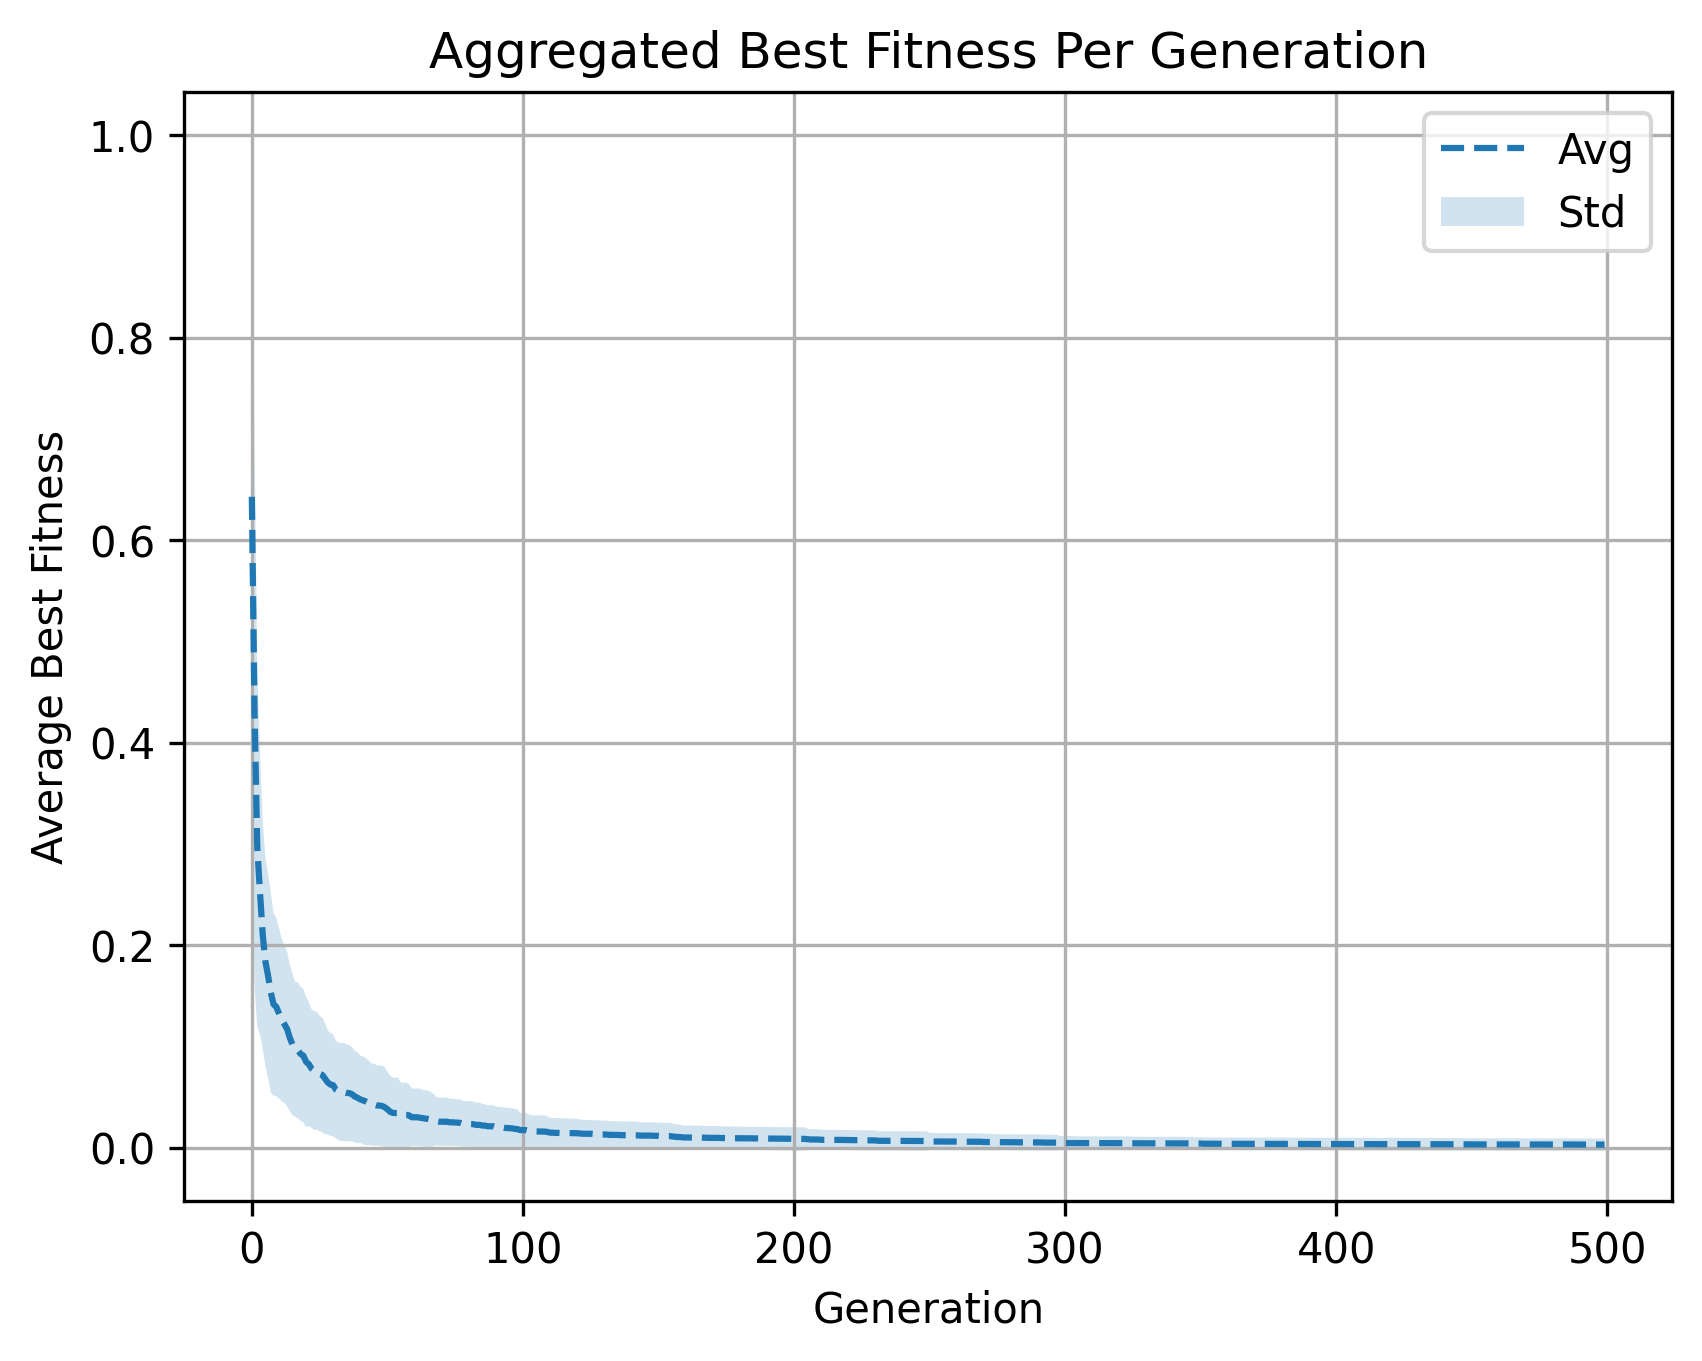 Aggregated Best Fitness Per Generation
Average Best Fitness
1.0
0.8
0.6
0.4
0.2
0.0
Avg
Std
0 100 200 300 400 500
Generation